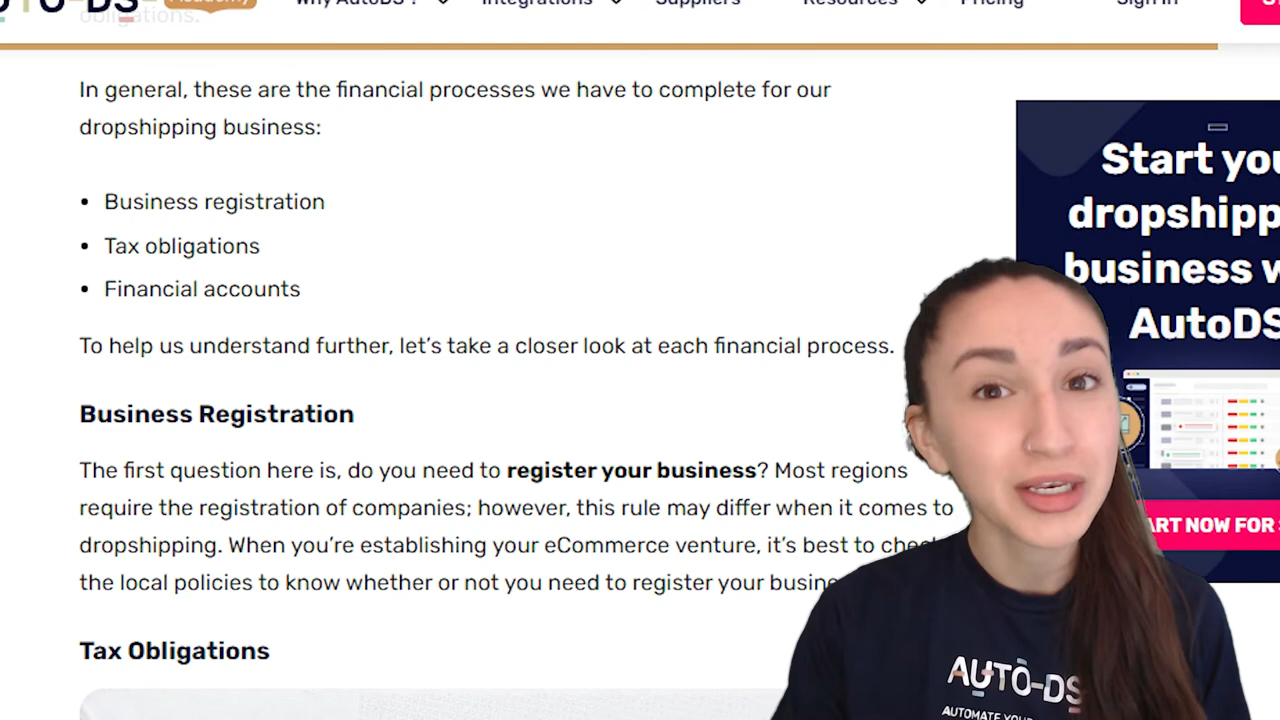 Academy
Why AutoDS ?
Integrations
Suppliers
Resources
Pricing
Sign In
obligations.
In general, these are the financial processes we have to complete for our
dropshipping business:
• Business registration
• Tax obligations
• Financial accounts
To help us understand further, let’s take a closer look at each financial process.
Business Registration
The first question here is, do you need to register your business? Most regions
require the registration of companies; however, this rule may differ when it comes to
dropshipping. When you’re establishing your eCommerce venture, it’s best to
the local policies to know whether or not you need to register your
Tax Obligations
Start
business
AutoDS
NOW FOR
AUTO-DS
AUTOMATE